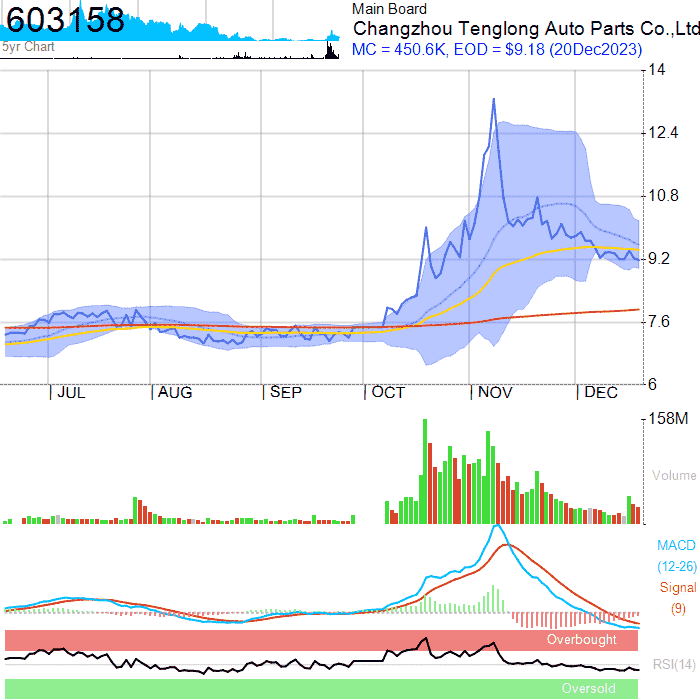 603158
5yr Chart
Main Board
Changzhou Tenglong Auto Parts Co.,Ltd
MC = 450.6K, EOD = $9.18 (20Dec2023)
14
12.4
10.8
9.2
7.6
6
JUL AUG SEP OCT NOV DEC
158M
Volume
MACD
(12-26)
Signal
(9)
Overbought
RSI(14)
Oversold